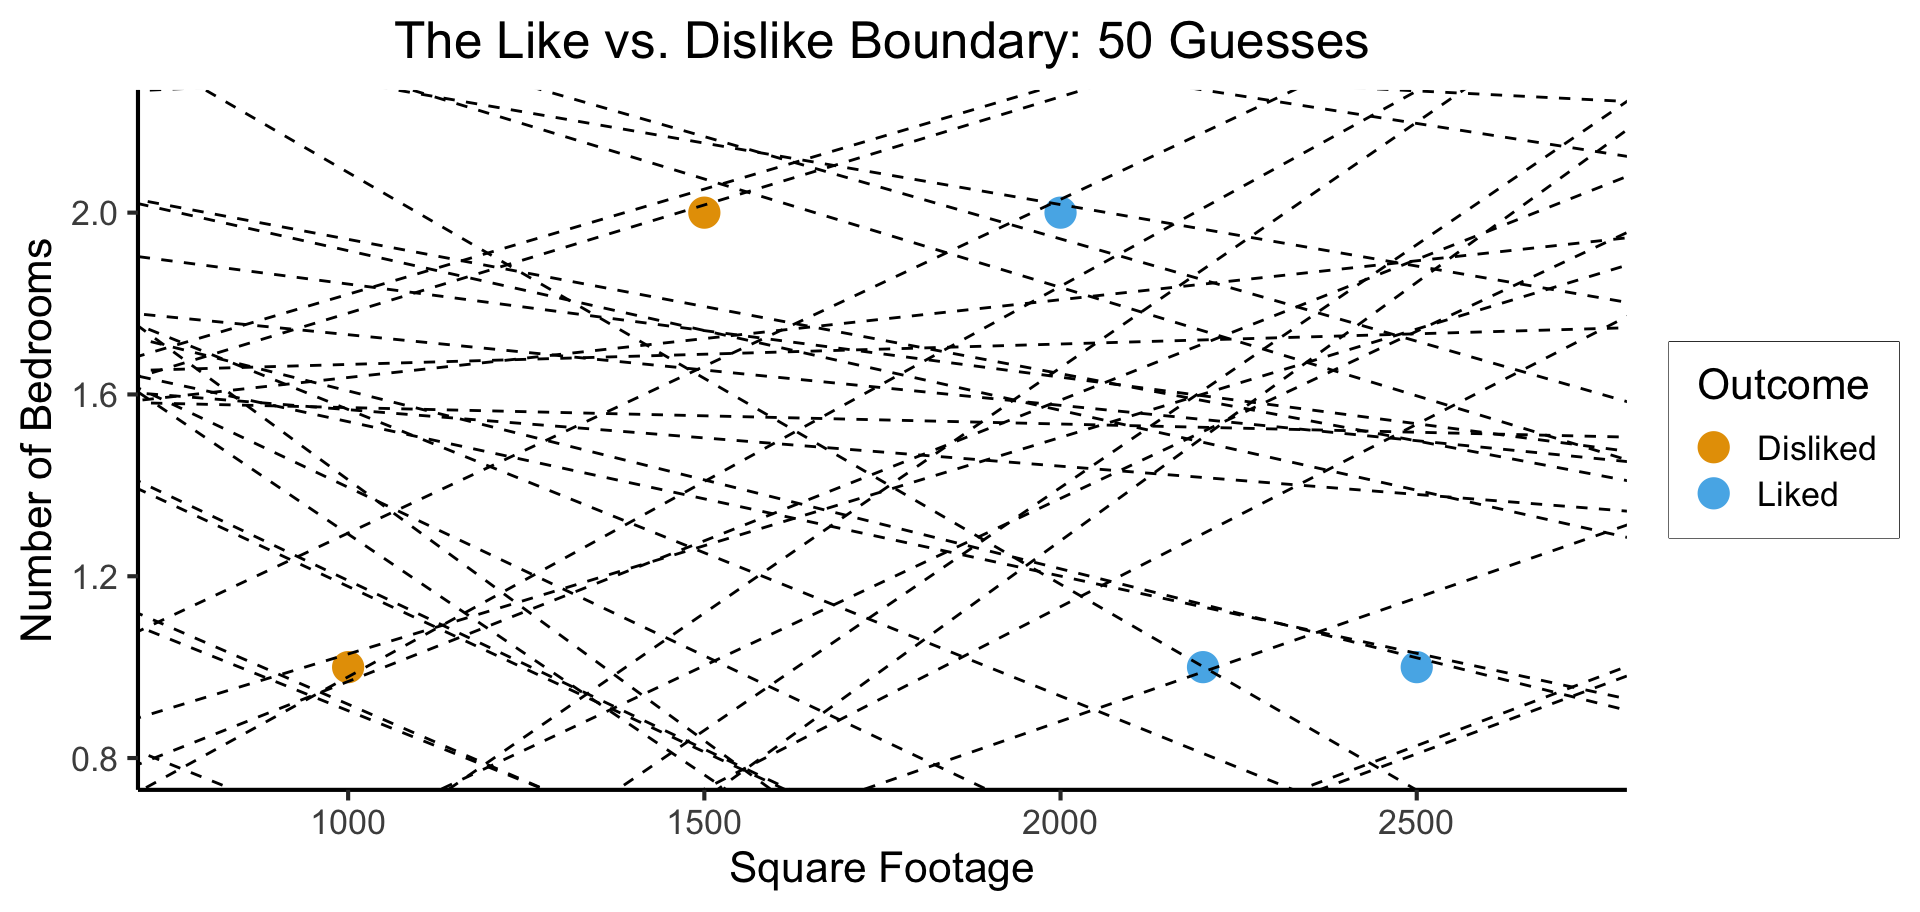 The Like vs. Dislike Boundary: 50 Guesses
Number of Bedrooms
2.0
1.6
1.2
0.8
1000 1500 2000 2500
Square Footage
Outcome
Disliked
Liked